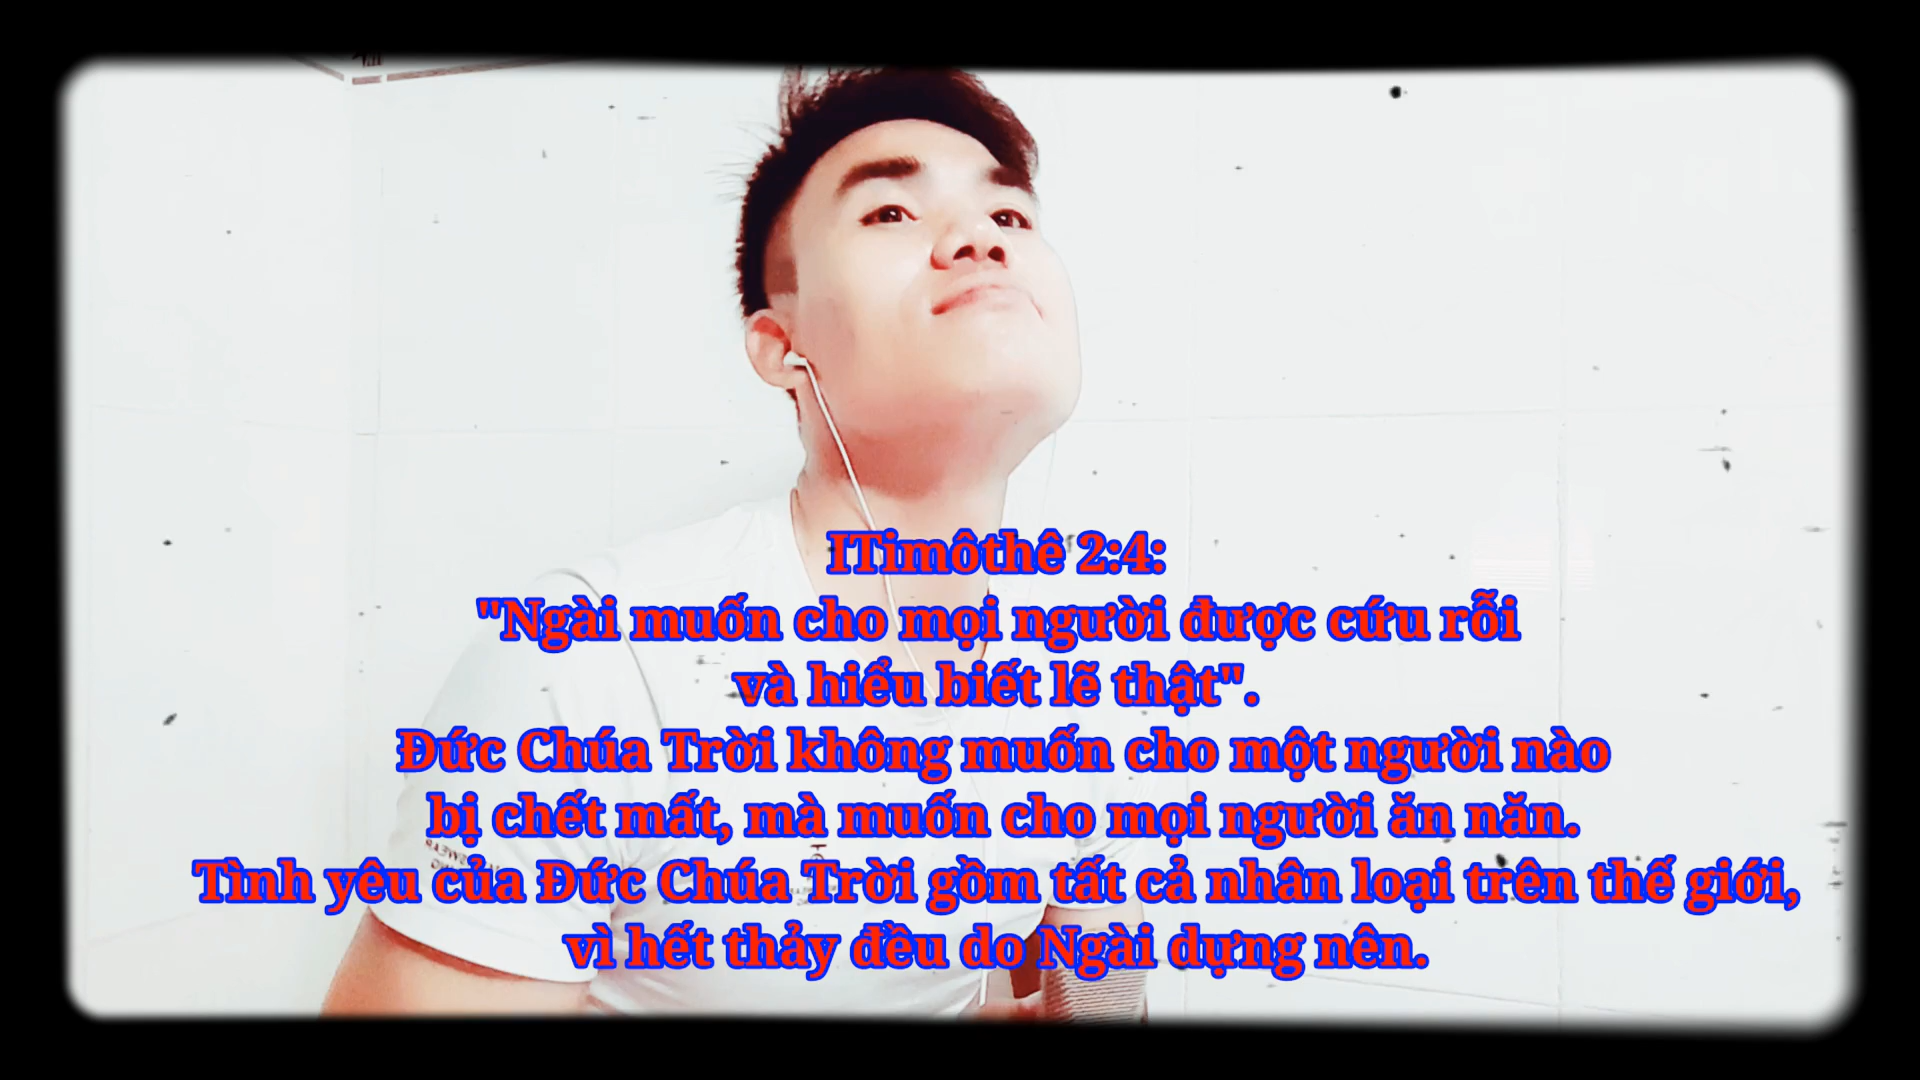 ITimôthê 2:4:
"Ngài muốn cho mọi người được cứu rỗi
và hiểu biết lẽ thật".
Đức Chúa Trời không muốn cho một người nào
bị chết mất, mà muốn cho mọi người ăn năn.
Tình yêu của Đức Chúa Trời gồm tất cả nhân loại trên thế giới,
vì hết thảy đều do Ngài dựng nên.